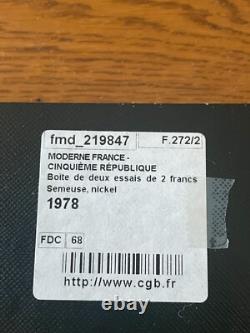 fmd_219847 F.272/2
MODERNE FRANCE -
CINQUIÈME RÉPUBLIQUE
Boite de deux essais de 2 francs
Semeuse, nickel
1978
FDC 68
http://www.cgb.fr